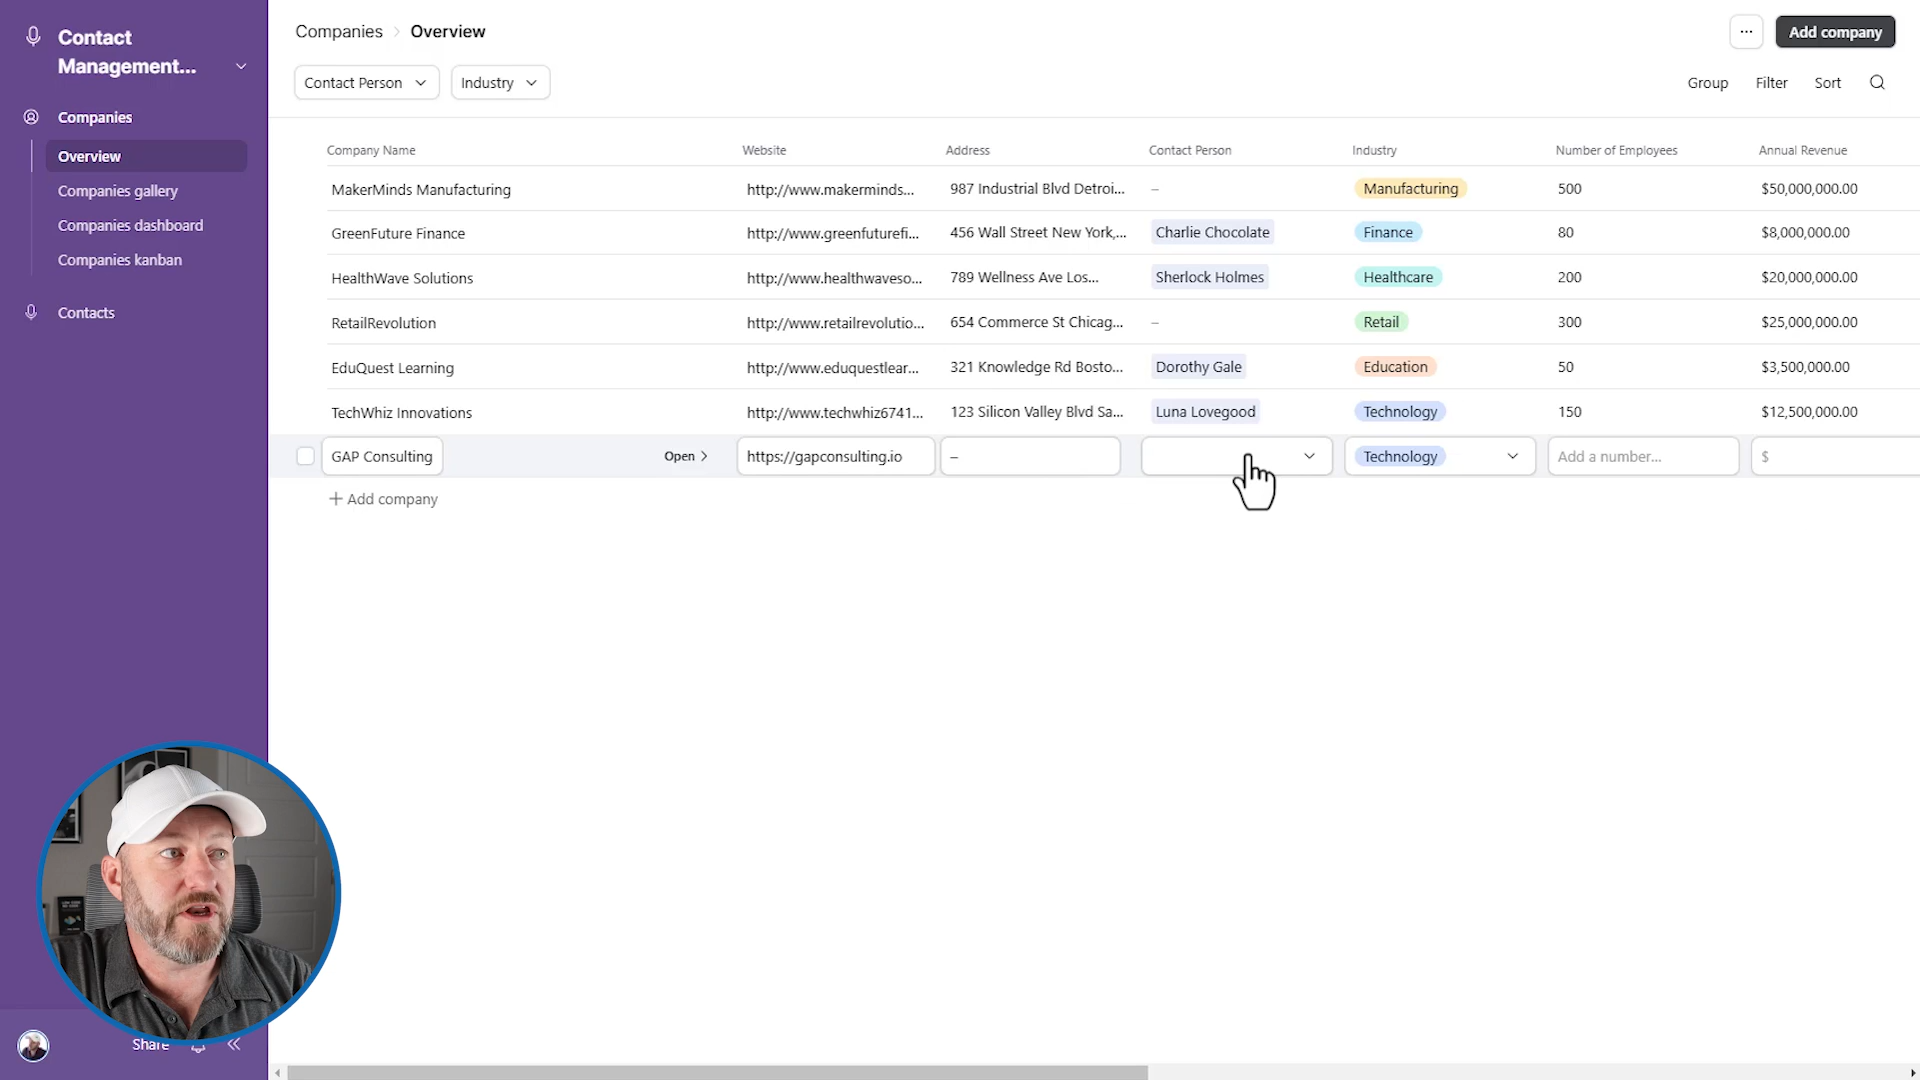 Contact
Management...
Companies
Overview
Companies gallery
Companies dashboard
Companies kanban
Contacts
Share
Companies > Overview
... Add company
Contact Person Industry
Group Filter Sort
Company Name Website Address Contact Person Industry Number of Employees Annual Revenue
MakerMinds Manufacturing http://www.makerminds... 987 Industrial Blvd Detroi... – Manufacturing 500 $50,000,000.00
GreenFuture Finance http://www.greenfuturefi... 456 Wall Street New York,... Charlie Chocolate Finance 80 $8,000,000.00
HealthWave Solutions http://www.healthwaveso... 789 Wellness Ave Los... Sherlock Holmes Healthcare 200 $20,000,000.00
RetailRevolution http://www.retailrevolutio... 654 Commerce St Chicag... – Retail 300 $25,000,000.00
EduQuest Learning http://www.eduquestlear... 321 Knowledge Rd Bosto... Dorothy Gale Education 50 $3,500,000.00
TechWhiz Innovations http://www.techwhiz6741... 123 Silicon Valley Blvd Sa... Luna Lovegood Technology 150 $12,500,000.00
GAP Consulting Open > https://gapconsulting.io – Technology Add a number... $
+ Add company